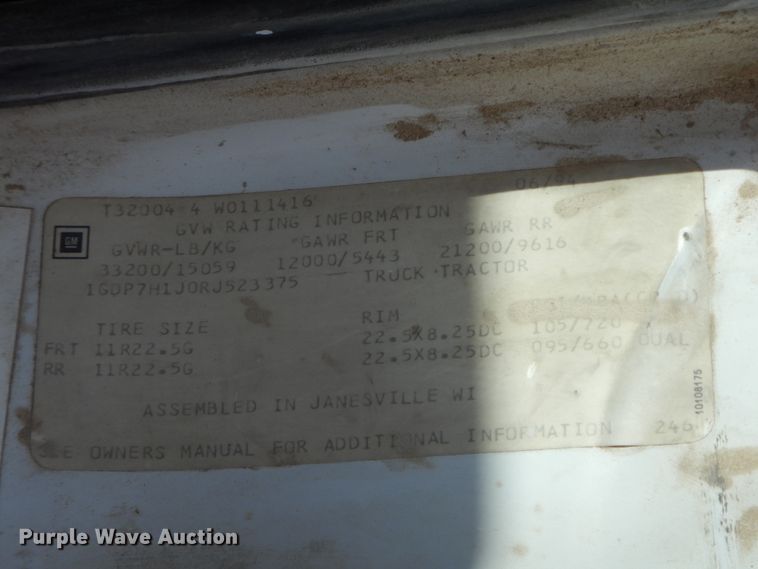 T32004 4 W0111416 06/94
GVW RATING INFORMATION
GM
GVWR-LB/KG GAWR FRT GAWR RR
33200/15059 12000/5443 21200/9616
1GDP7H1J0RJ523375 TRUCK TRACTOR
TIRE SIZE RIM
FRT 11R22.5G 22.5X8.25DC 105/720
RR 11R22.5G 22.5X8.25DC 095/660 DUAL
ASSEMBLED IN JANESVILLE WI
SEE OWNERS MANUAL FOR ADDITIONAL INFORMATION 246
10108175
Purple Wave Auction